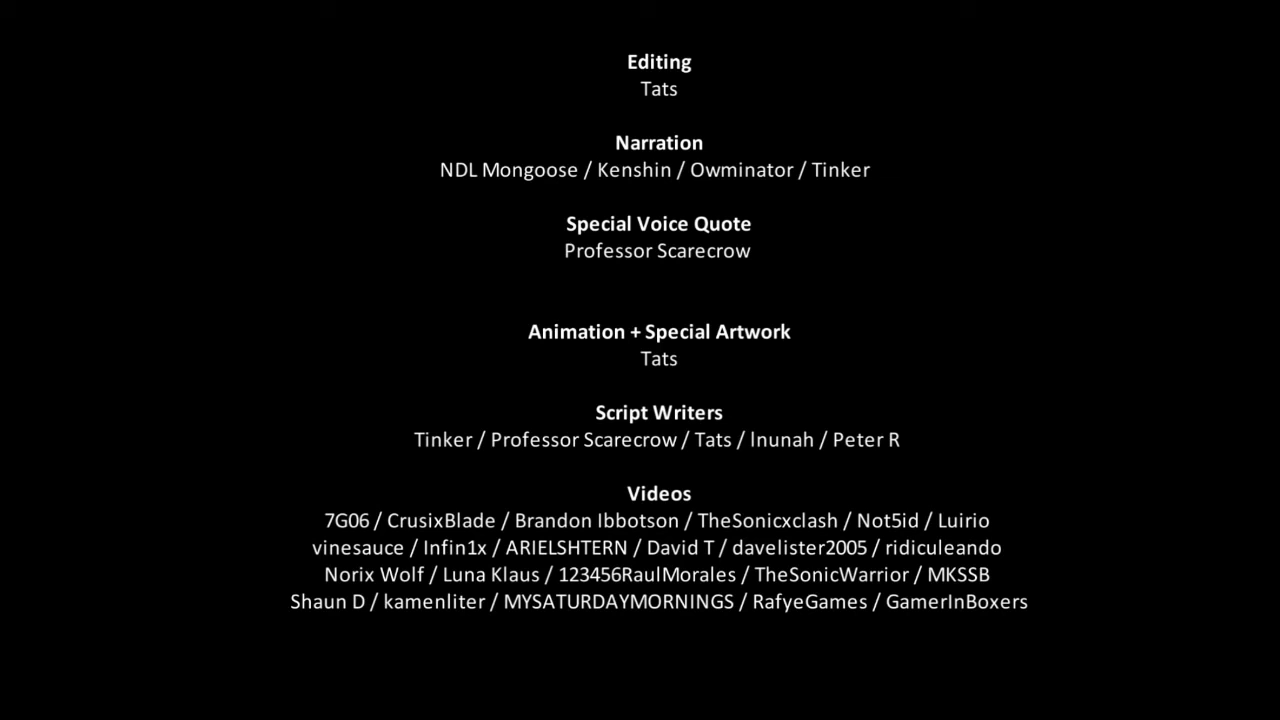 Editing
Tats
Narration
NDL Mongoose / Kenshin / Owminator / Tinker
Special Voice Quote
Professor Scarecrow
Animation + Special Artwork
Tats
Script Writers
Tinker / Professor Scarecrow / Tats / lnunah / Peter R
Videos
7G06 / CrusixBlade / Brandon Ibbotson / TheSonicxclash / Not5id / Luirio
vinesauce / Infin1x / ARIELSHTERN / David T / davelister2005 / ridiculeando
Norix Wolf / Luna Klaus / 123456RaulMorales / TheSonicWarrior / MKSSB
Shaun D / kamenliter / MYSATURDAYMORNINGS / RafyeGames / GamerInBoxers